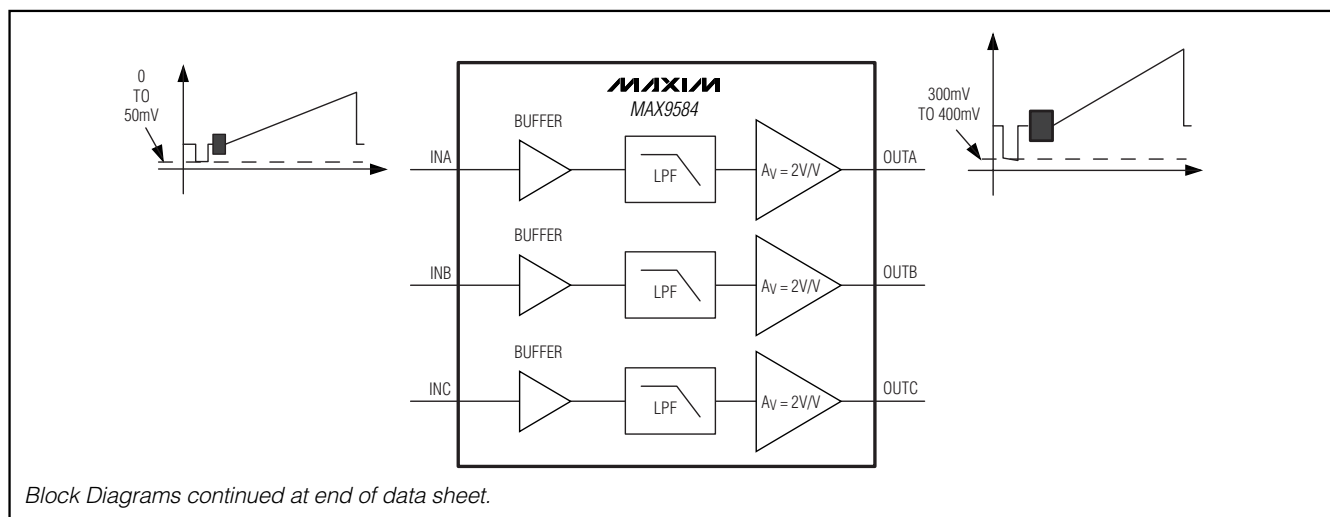 0
TO
50mV
MAXIM
MAX9584
300mV
TO 400mV
BUFFER
INA
LPF
AV = 2V/V
OUTA
BUFFER
INB
LPF
AV = 2V/V
OUTB
BUFFER
INC
LPF
AV = 2V/V
OUTC
Block Diagrams continued at end of data sheet.